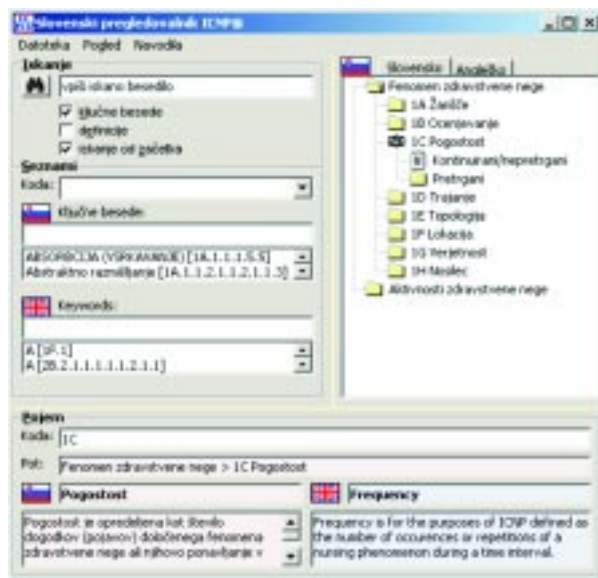 Slovenski pregledovalnik ICNP®
Datoteka Pogled Navodila
Iskanje
vpiši iskano besedilo
ključne besede
definicije
iskanje od začetka
Seznami
Koda:
Ključne besede:
ABSORBCIJA (VSRKAVANJE) [1A.1.1.1.5.5]
Abstraktno razmišljanje [1A.1.1.2.1.1.2.1.1.3]
Keywords:
A [1F.1]
A [2B.2.1.1.1.1.1.2.1.1]
Slovensko Angleško
Fenomen zdravstvene nege
1A Žarišče
1B Ocenjevanje
1C Pogostost
Kontinuirani/nepretrgani
Pretrgani
1D Trajanje
1E Topologija
1F Lokacija
1G Verjetnost
1H Nosilec
Aktivnosti zdravstvene nege
Pojem
Koda: 1C
Pot: Fenomen zdravstvene nege > 1C Pogostost
Pogostost
Pogostost je opredeljena kot število
dogodkov (pojavov) določenega fenomena
zdravstvene nege ali njihovo ponavljanje v
Frequency
Frequency is for the purposes of ICNP defined as
the number of occurences or repetitions of a
nursing phenomenon during a time interval.